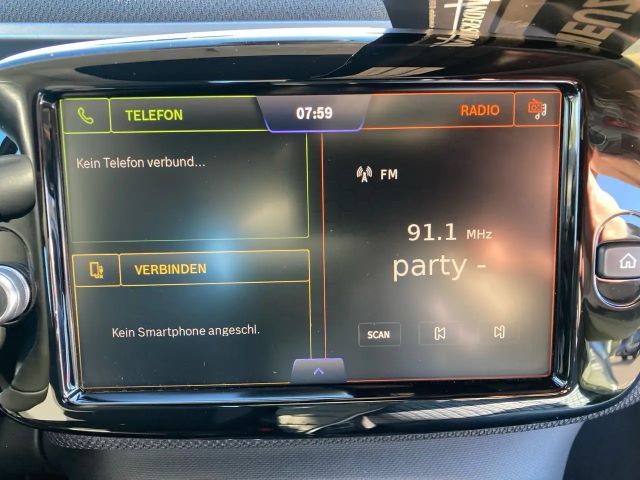 TELEFON
07:59
RADIO
Kein Telefon verbund...
FM
91.1 MHz
party -
VERBINDEN
Kein Smartphone angeschl.
SCAN